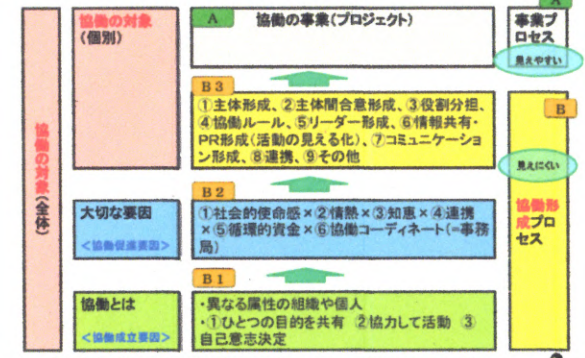 協働の対象(全体)
協働の対象
(個別)
A
協働の事業(プロジェクト)
A
事業プ
ロセス
見えやすい
B3
①主体形成、②主体間合意形成、③役割分担、
④協働ルール、⑤リーダー形成、⑥情報共有・
PR形成(活動の見える化)、⑦コミュニケーショ
ン形成、⑧連携、⑨その他
B
見えにくい
協働形
成プロ
セス
大切な要因
<協働促進要因>
B2
①社会的使命感×②情熱×③知恵×④連携
×⑤循環的資金×⑥協働コーディネート(=事務
局)
協働とは
<協働成立要因>
B1
・異なる属性の組織や個人
・①ひとつの目的を共有 ②協力して活動 ③
自己意志決定